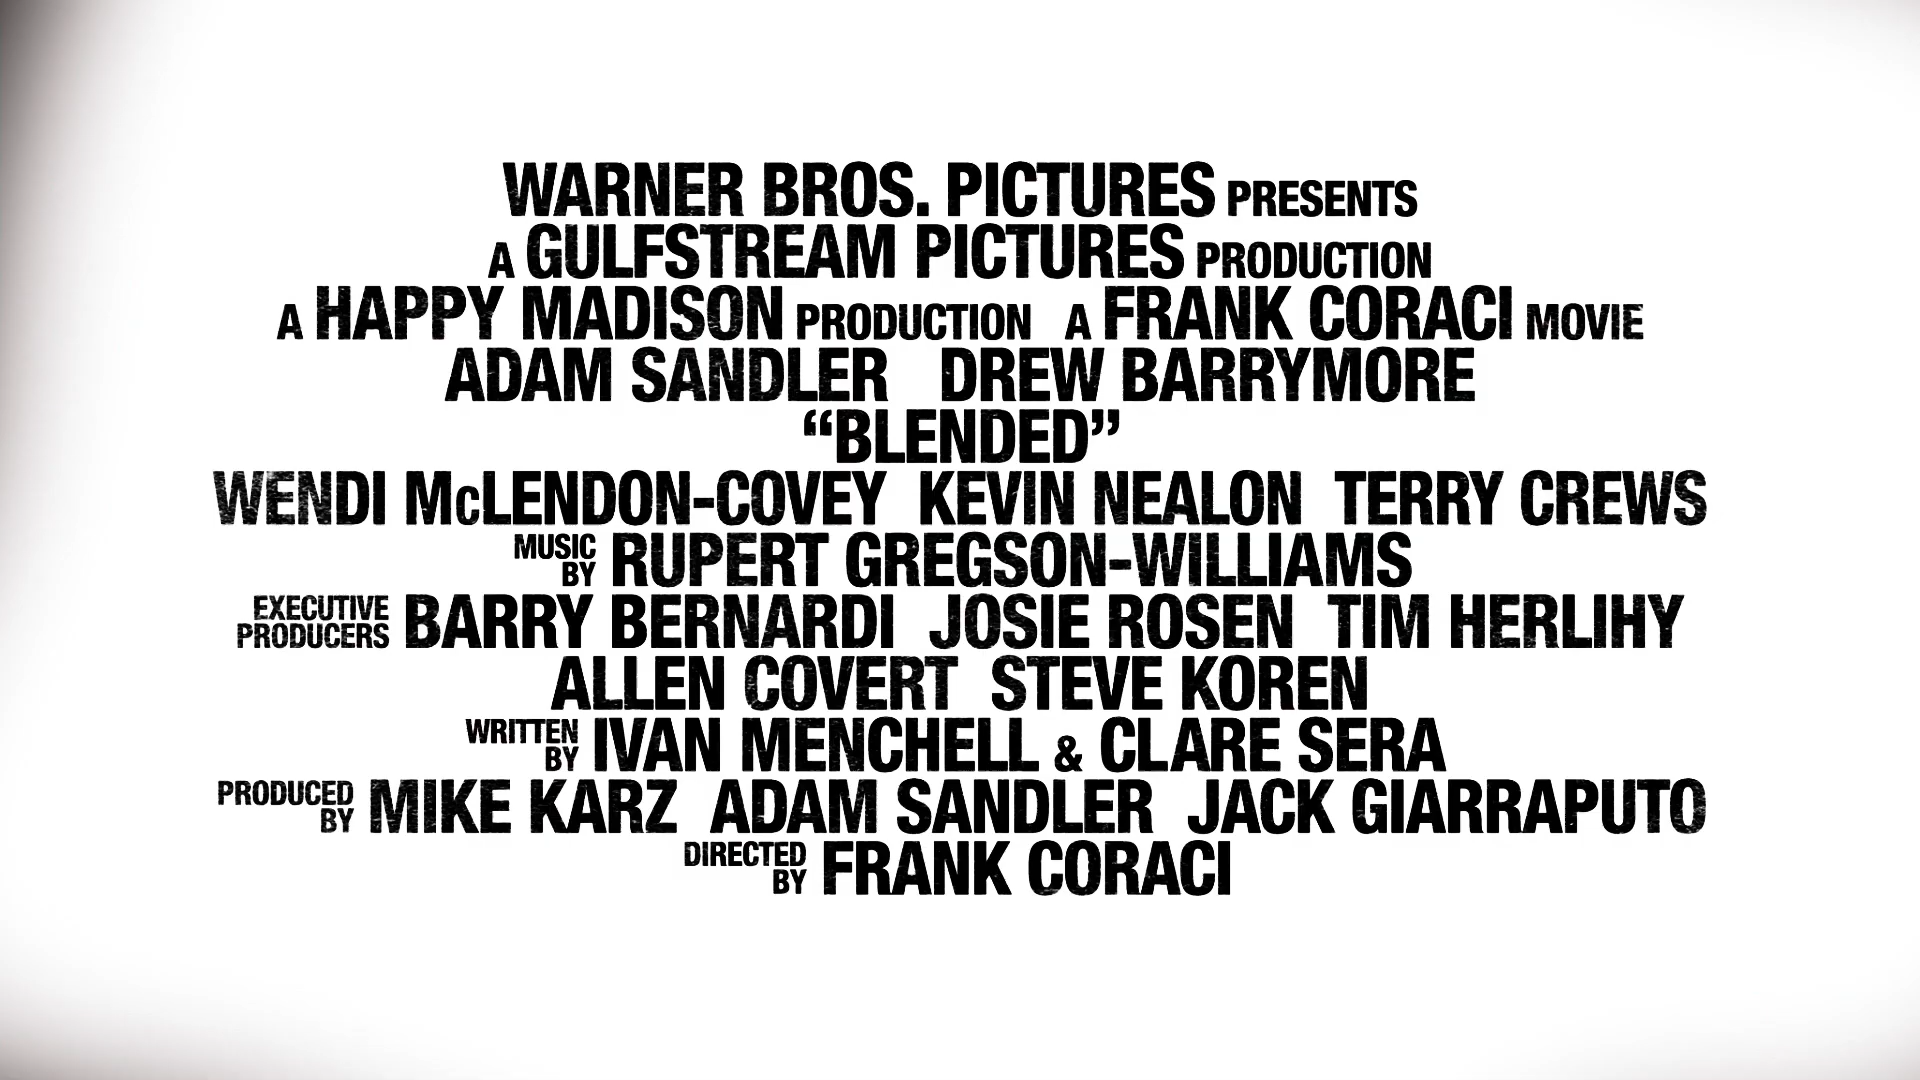 WARNER BROS. PICTURES PRESENTS
A GULFSTREAM PICTURES PRODUCTION
A HAPPY MADISON PRODUCTION A FRANK CORACI MOVIE
ADAM SANDLER DREW BARRYMORE
“BLENDED”
WENDI McLENDON-COVEY KEVIN NEALON TERRY CREWS
MUSIC BY RUPERT GREGSON-WILLIAMS
EXECUTIVE PRODUCERS BARRY BERNARDI JOSIE ROSEN TIM HERLIHY
ALLEN COVERT STEVE KOREN
WRITTEN BY IVAN MENCHELL & CLARE SERA
PRODUCED BY MIKE KARZ ADAM SANDLER JACK GIARRAPUTO
DIRECTED BY FRANK CORACI